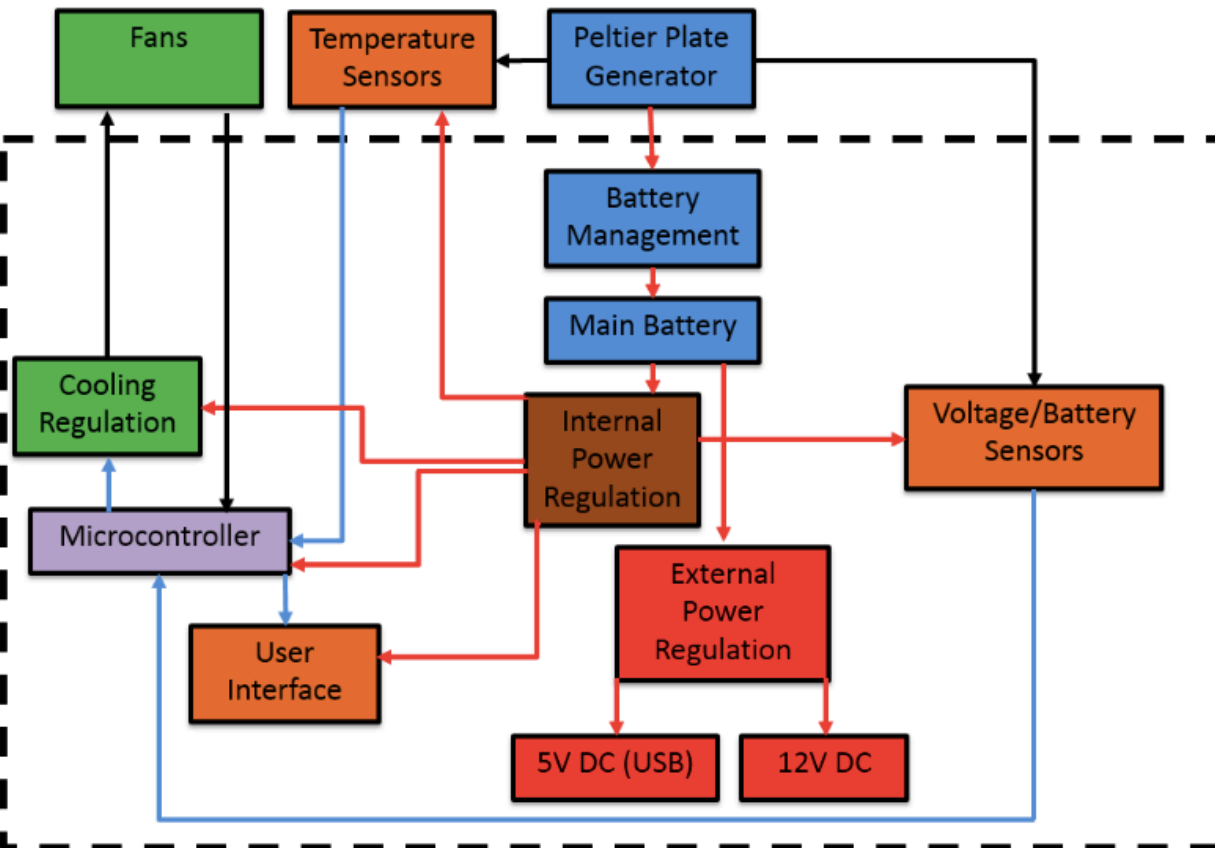 Fans
Temperature
Sensors
Peltier Plate
Generator
Battery
Management
Main Battery
Cooling
Regulation
Internal
Power
Regulation
Voltage/Battery
Sensors
Microcontroller
External
Power
Regulation
User
Interface
5V DC (USB)
12V DC